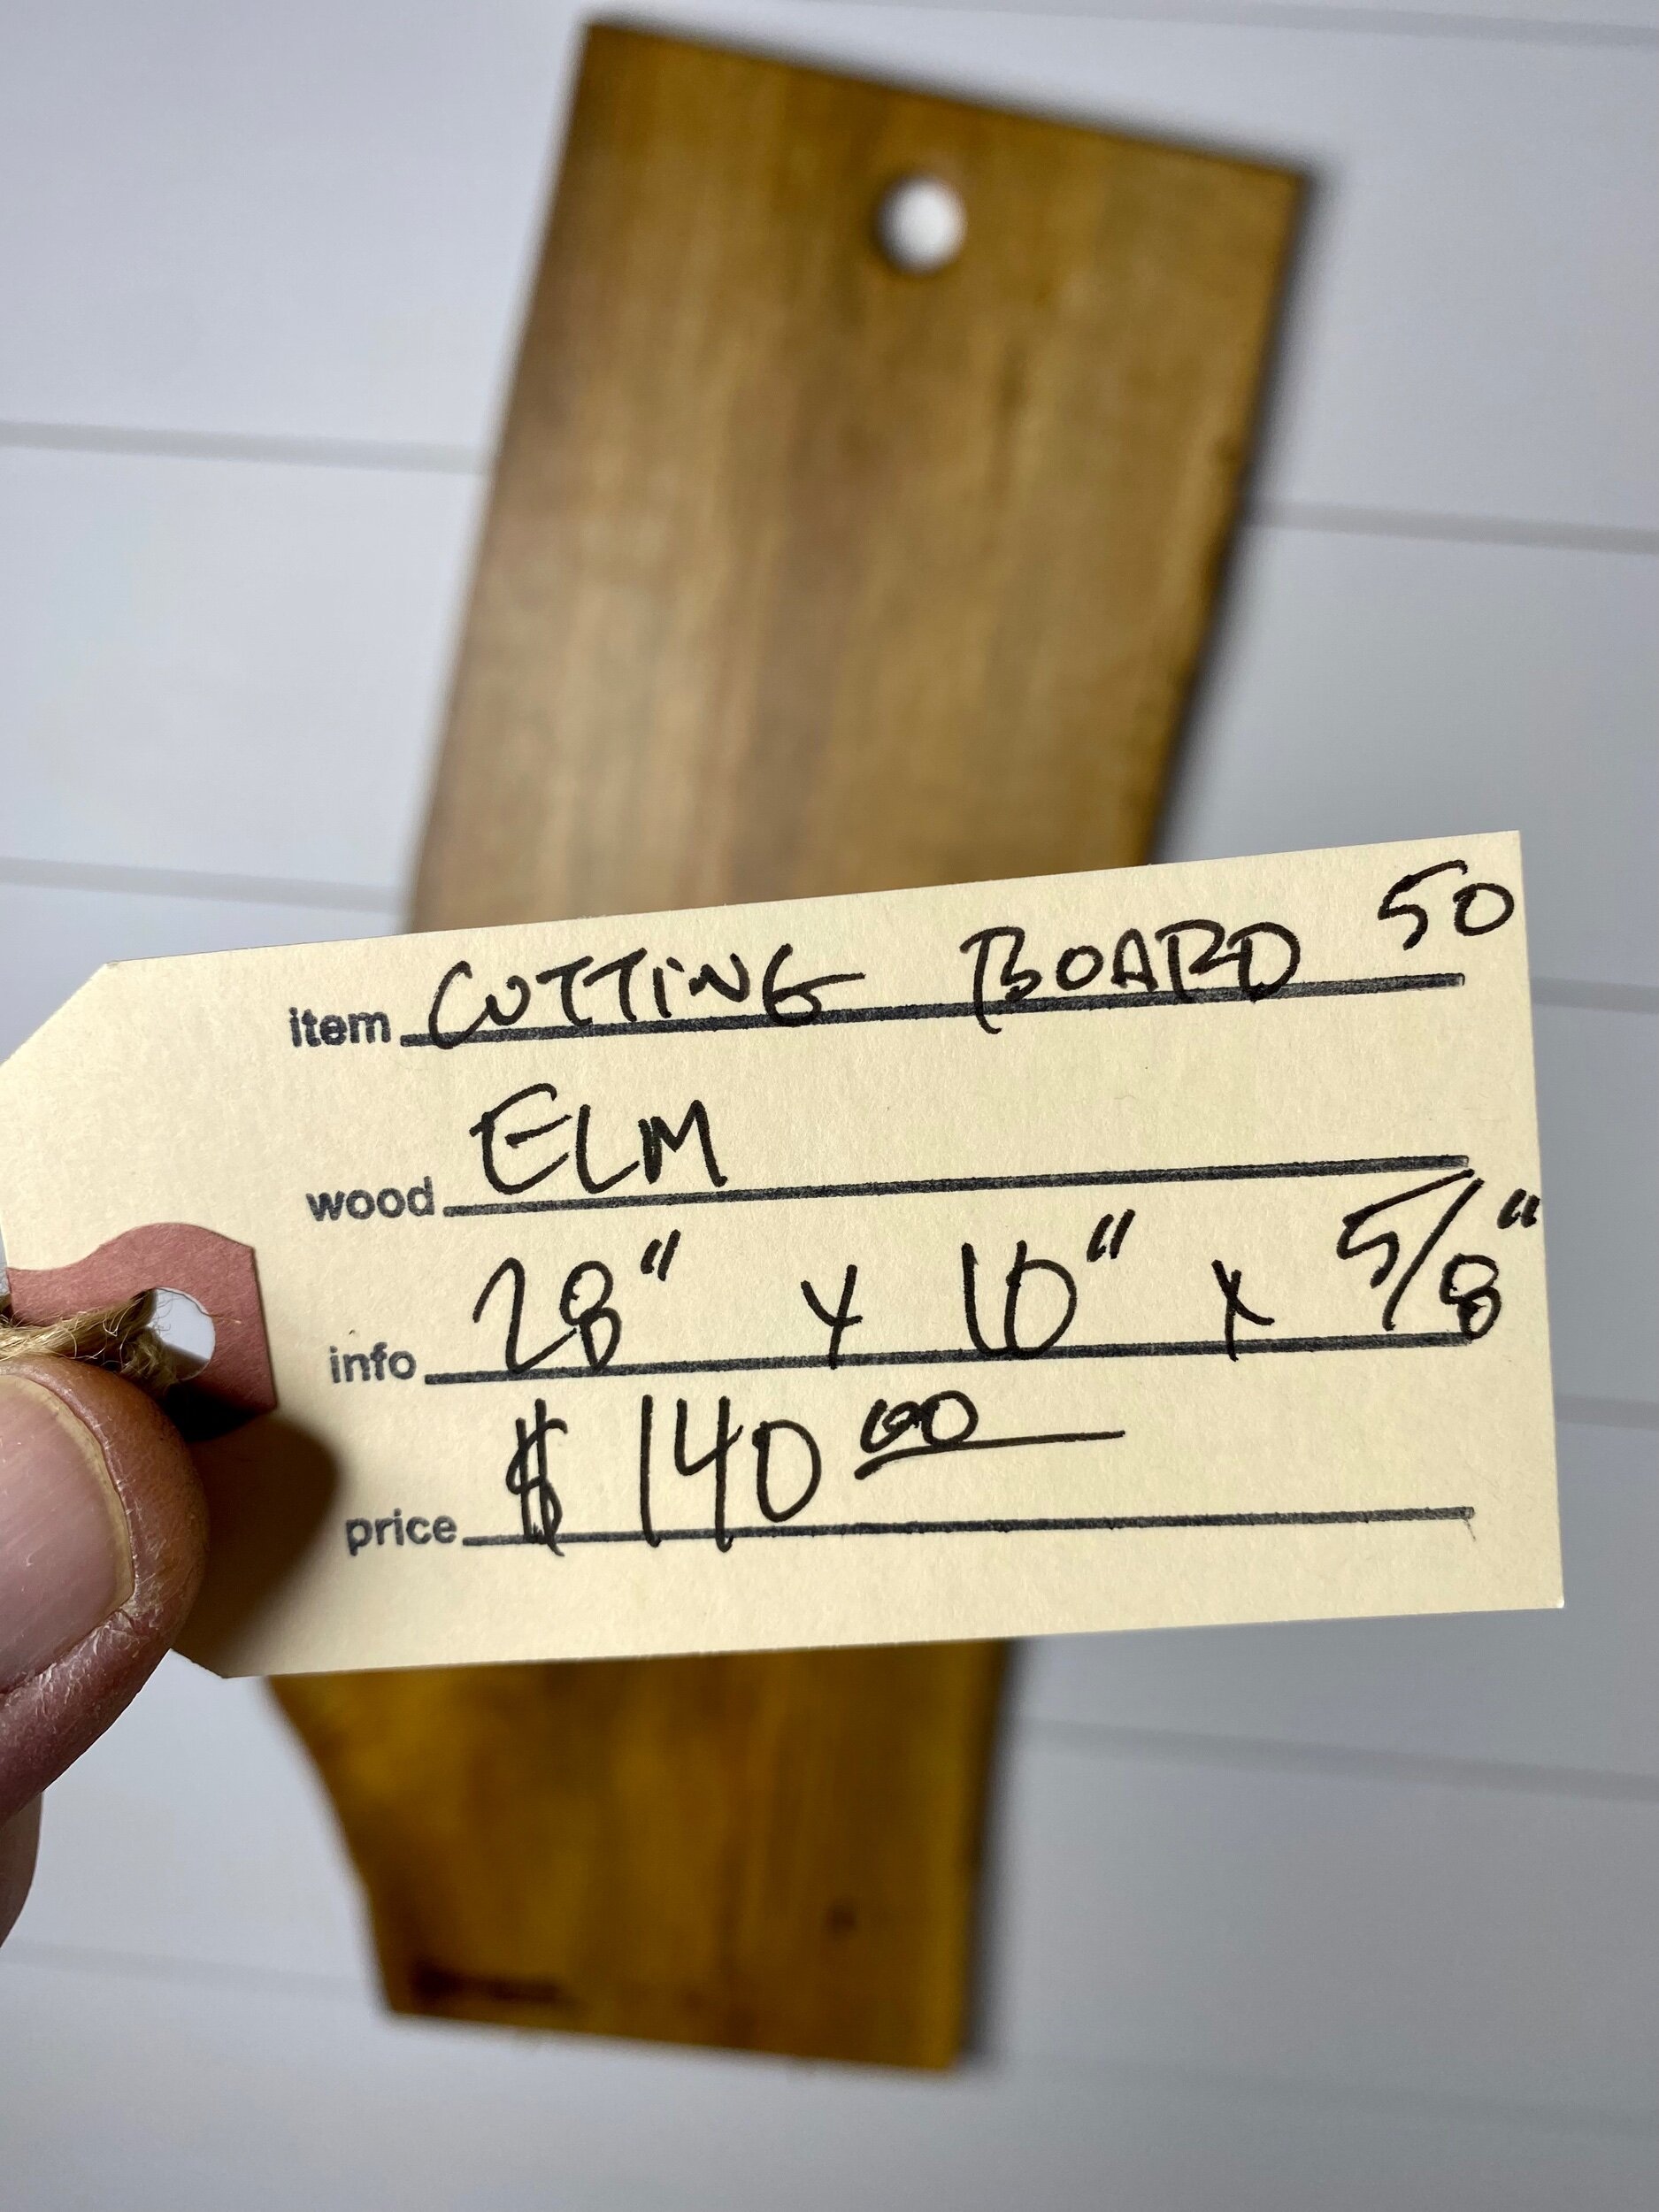 item CUTTING BOARD 50
wood ELM
info 28" x 10" x 5/8"
price $ 140 00